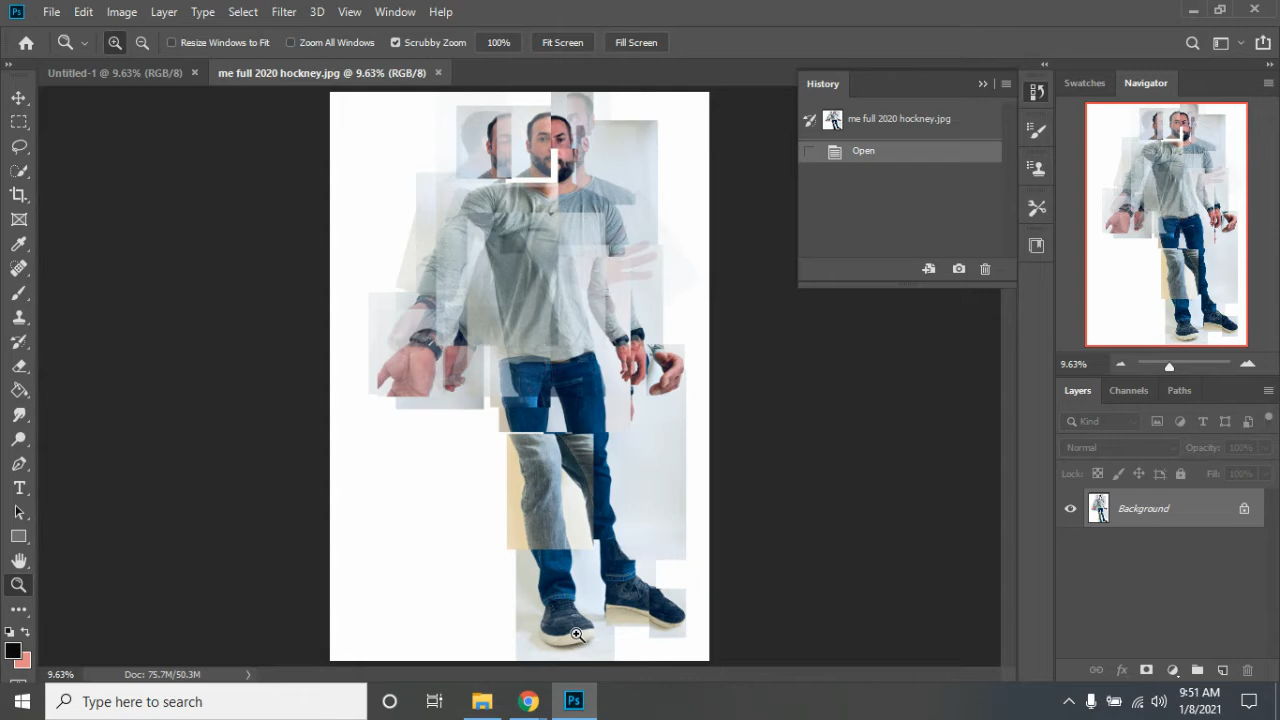 Ps File Edit Image Layer Type Select Filter 3D View Window Help
Resize Windows to Fit Zoom All Windows Scrubby Zoom 100% Fit Screen Fill Screen
Untitled-1 @ 9.63% (RGB/8) × me full 2020 hockney.jpg @ 9.63% (RGB/8) ×
History
me full 2020 hockney.jpg
Open
Swatches Navigator
9.63%
Layers Channels Paths
Kind
Normal Opacity: 100%
Lock: Fill: 100%
Background
9.63% Doc: 75.7M/50.3M
Type here to search
Ps
9:51 AM
1/8/2021